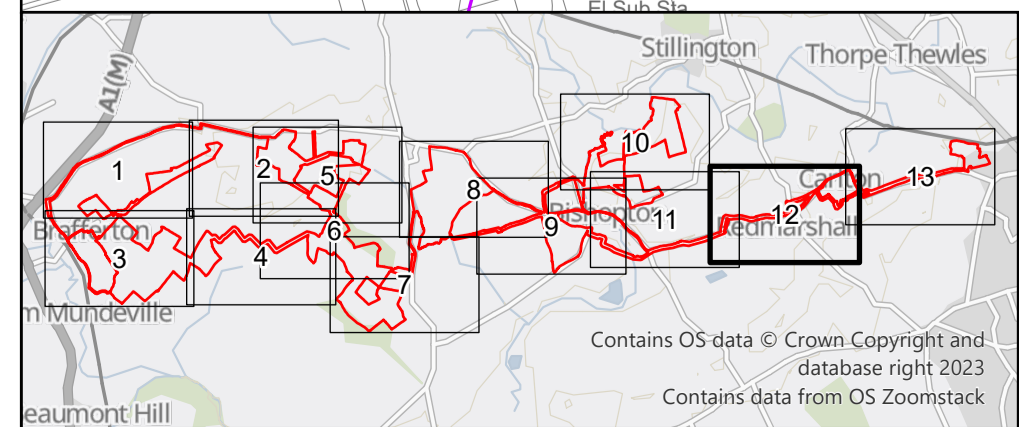 El Sub Sta
Stillington
Thorpe Thewles
A1(M)
10
1
2
5
Carlton
13
8
Bishopton
11
12
Redmarshall
Brafferton
6
9
3
4
7
m Mundeville
Contains OS data © Crown Copyright and
database right 2023
Contains data from OS Zoomstack
eaumont Hill